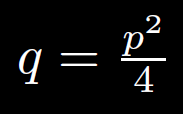 q = p²/4